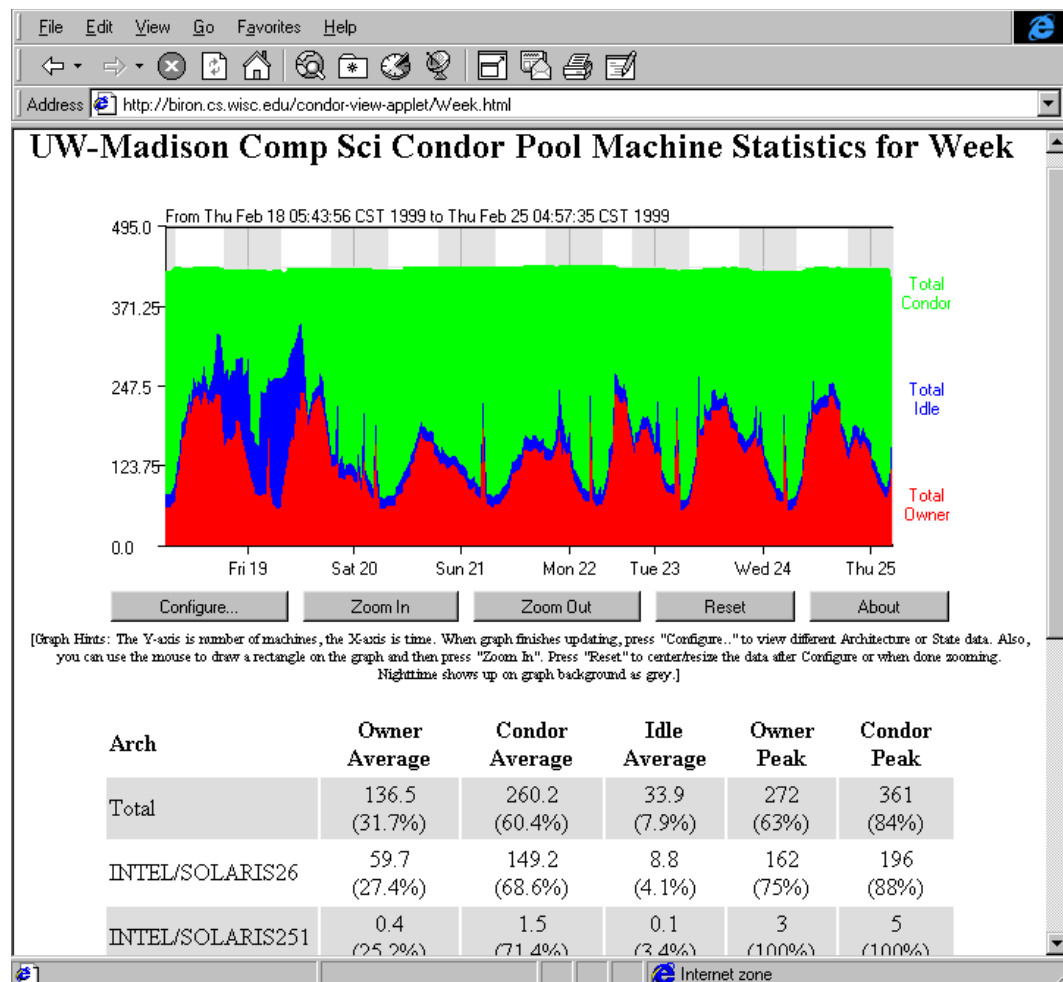 File Edit View Go Favorites Help
Address http://biron.cs.wisc.edu/condor-view-applet/Week.html
UW-Madison Comp Sci Condor Pool Machine Statistics for Week
From Thu Feb 18 05:43:56 CST 1999 to Thu Feb 25 04:57:35 CST 1999
495.0
371.25
247.5
123.75
0.0
Total
Condor
Total
Idle
Total
Owner
Fri 19 Sat 20 Sun 21 Mon 22 Tue 23 Wed 24 Thu 25
Configure... Zoom In Zoom Out Reset About
[Graph Hints: The Y-axis is number of machines, the X-axis is time. When graph finishes updating, press "Configure.." to view different Architecture or State data. Also,
you can use the mouse to draw a rectangle on the graph and then press "Zoom In". Press "Reset" to center/resize the data after Configure or when done zooming.
Nighttime shows up on graph background as grey.]
Arch Owner Average Condor Average Idle Average Owner Peak Condor Peak
Total 136.5 (31.7%) 260.2 (60.4%) 33.9 (7.9%) 272 (63%) 361 (84%)
INTEL/SOLARIS26 59.7 (27.4%) 149.2 (68.6%) 8.8 (4.1%) 162 (75%) 196 (88%)
INTEL/SOLARIS251 0.4 (25.2%) 1.5 (71.4%) 0.1 (3.4%) 3 (100%) 5 (100%)
Internet zone